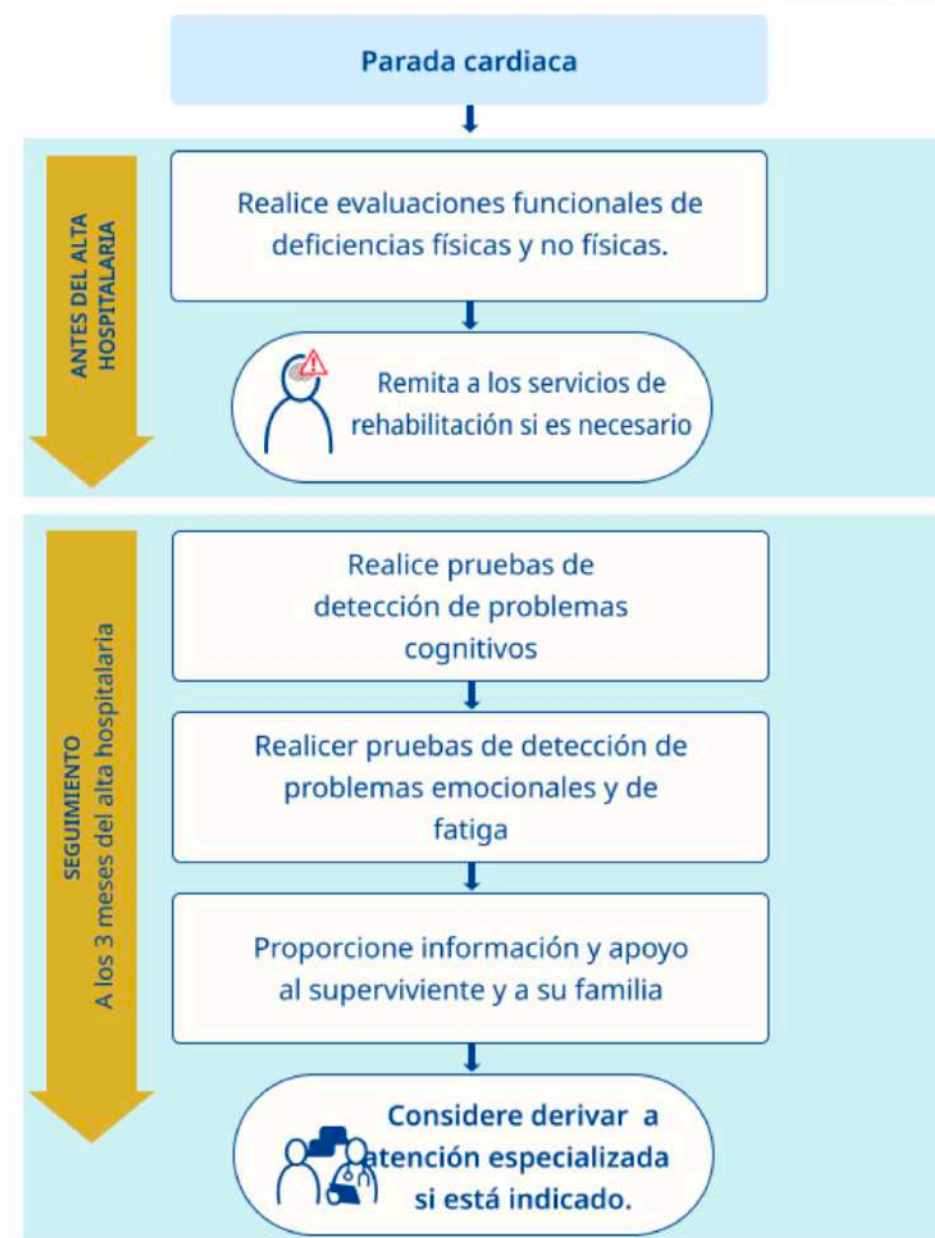 Parada cardiaca
ANTES DEL ALTA
HOSPITALARIA
Realice evaluaciones funcionales de
deficiencias físicas y no físicas.
Remita a los servicios de
rehabilitación si es necesario
SEGUIMIENTO
A los 3 meses del alta hospitalaria
Realice pruebas de
detección de problemas
cognitivos
Realicer pruebas de detección de
problemas emocionales y de
fatiga
Proporcione información y apoyo
al superviviente y a su familia
Considere derivar a
atención especializada
si está indicado.